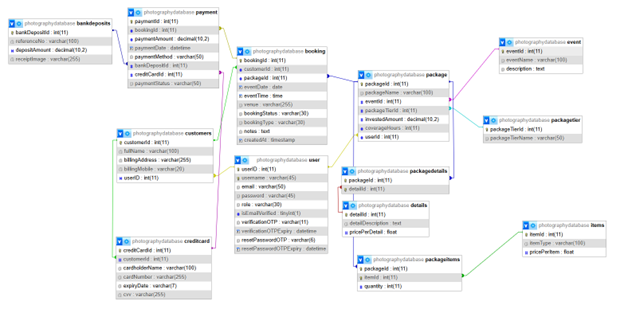 photographydatabase bankdeposits
bankDepositId : int(11)
referenceNo : varchar(100)
depositAmount : decimal(10,2)
receiptImage : varchar(255)
photographydatabase payment
paymentId : int(11)
bookingId : int(11)
paymentAmount : decimal(10,2)
paymentDate : datetime
paymentMethod : varchar(50)
bankDepositId : int(11)
creditCardId : int(11)
paymentStatus : varchar(50)
photographydatabase booking
bookingId : int(11)
customerId : int(11)
packageId : int(11)
eventDate : date
eventTime : time
venue : varchar(255)
bookingStatus : varchar(30)
bookingType : varchar(30)
notes : text
createdAt : timestamp
photographydatabase package
packageId : int(11)
packageName : varchar(100)
eventId : int(11)
packageTierId : int(11)
investedAmount : decimal(10,2)
coverageHours : int(11)
userId : int(11)
photographydatabase event
eventId : int(11)
eventName : varchar(100)
description : text
photographydatabase packagetier
packageTierId : int(11)
packageTierName : varchar(50)
photographydatabase customers
customerId : int(11)
fullName : varchar(100)
billingAddress : varchar(255)
billingMobile : varchar(20)
userID : int(11)
photographydatabase user
userID : int(11)
username : varchar(45)
email : varchar(50)
password : varchar(45)
role : varchar(30)
isEmailVerified : tinyint(1)
verificationOTP : varchar(11)
verificationOTPExpiry : datetime
resetPasswordOTP : varchar(6)
resetPasswordOTPExpiry : datetime
photographydatabase packagedetails
packageId : int(11)
detailId : int(11)
photographydatabase details
detailId : int(11)
detailDescription : text
pricePerDetail : float
photographydatabase creditcard
creditCardId : int(11)
customerId : int(11)
cardholderName : varchar(100)
cardNumber : varchar(255)
expiryDate : varchar(7)
cvv : varchar(255)
photographydatabase packageitems
packageId : int(11)
itemId : int(11)
quantity : int(11)
photographydatabase items
itemId : int(11)
itemType : varchar(100)
pricePerItem : float